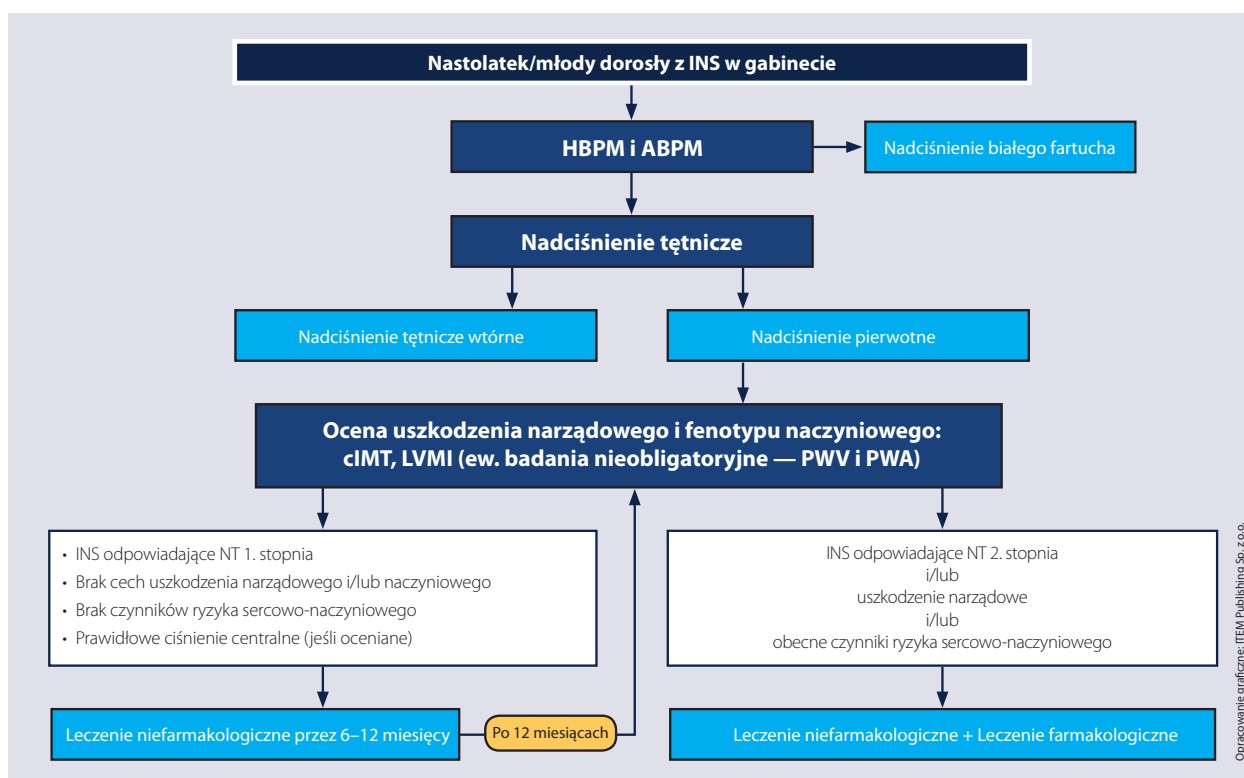 Nastolatek/młody dorosły z INS w gabinecie
HBPM i ABPM
Nadciśnienie białego fartucha
Nadciśnienie tętnicze
Nadciśnienie tętnicze wtórne
Nadciśnienie pierwotne
Ocena uszkodzenia narządowego i fenotypu naczyniowego:
cIMT, LVMI (ew. badania nieobligatoryjne — PWV i PWA)
• INS odpowiadające NT 1. stopnia
• Brak cech uszkodzenia narządowego i/lub naczyniowego
• Brak czynników ryzyka sercowo-naczyniowego
• Prawidłowe ciśnienie centralne (jeśli oceniane)
INS odpowiadające NT 2. stopnia
i/lub
uszkodzenie narządowe
i/lub
obecne czynniki ryzyka sercowo-naczyniowego
Leczenie niefarmakologiczne przez 6–12 miesięcy
Po 12 miesiącach
Leczenie niefarmakologiczne + Leczenie farmakologiczne
Opracowanie graficzne: ITEM Publishing Sp. z o.o.